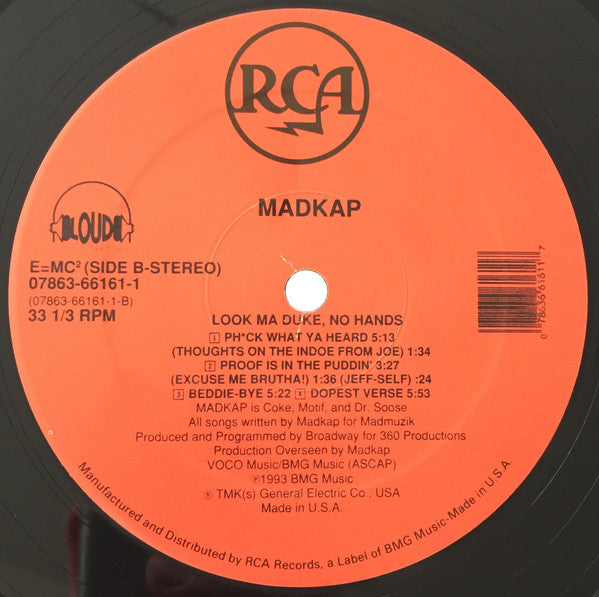 RCA
MADKAP
LOUD
E=MC² (SIDE B-STEREO)
07863-66161-1
(07863-66161-1-B)
33 1/3 RPM
0 78636 61611 7
LOOK MA DUKE, NO HANDS
1 PH*CK WHAT YA HEARD 5:13
(THOUGHTS ON THE INDOE FROM JOE) 1:34
2 PROOF IS IN THE PUDDIN' 3:27
(EXCUSE ME BRUTHA!) 1:36 (JEFF-SELF) :24
3 BEDDIE-BYE 5:22 4 DOPEST VERSE 5:53
MADKAP is Coke, Motif, and Dr. Soose
All songs written by Madkap for Madmuzik
Produced and Programmed by Broadway for 360 Productions
Production Overseen by Madkap
VOCO Music/BMG Music (ASCAP)
℗1993 BMG Music
® TMK(s) General Electric Co., USA
Made in U.S.A.
Manufactured and Distributed by RCA Records, a Label of BMG Music-Made in U.S.A.